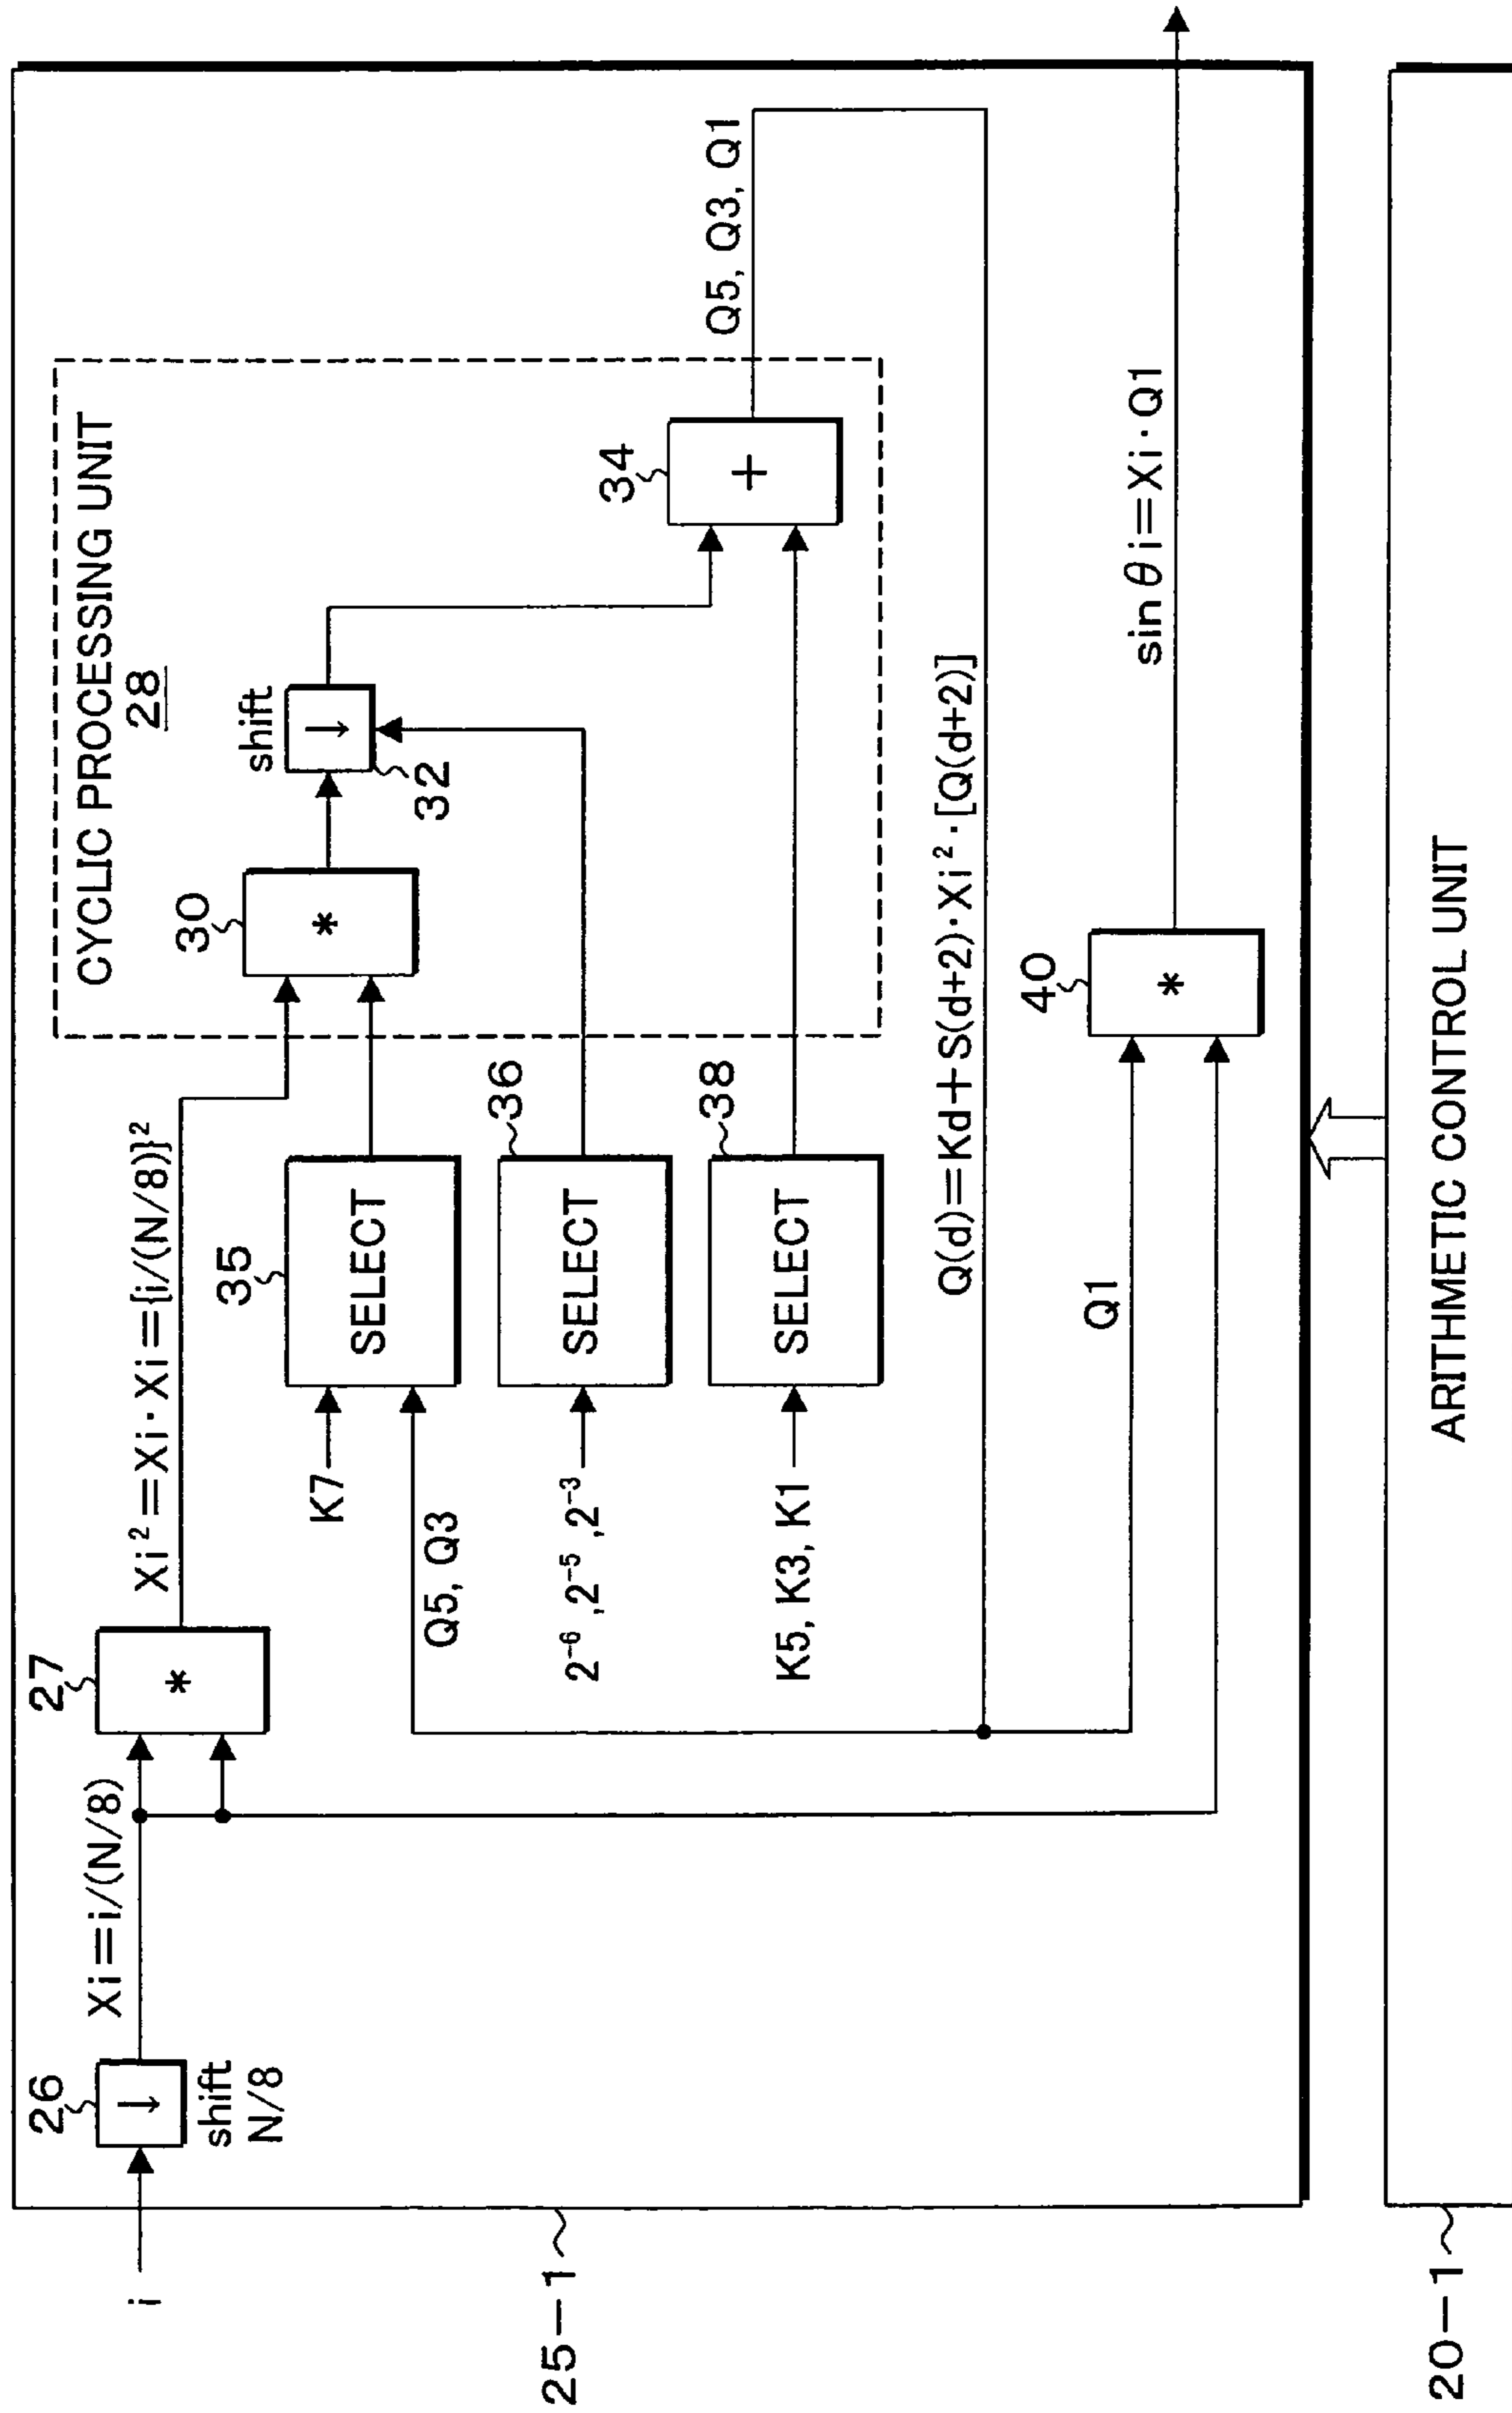 i
26
shift
N/8
Xi=i/(N/8)
27
Xi²=Xi·Xi={i/(N/8)}²
*
CYCLIC PROCESSING UNIT
28
30
*
shift
32
34
+
Q5, Q3, Q1
K7
Q5, Q3
35
SELECT
2⁻⁶, 2⁻⁵, 2⁻³
36
SELECT
K5, K3, K1
38
SELECT
Q(d)=Kd+S(d+2)·Xi²·[Q(d+2)]
Q1
40
*
sin θi=Xi·Q1
25-1
20-1
ARITHMETIC CONTROL UNIT